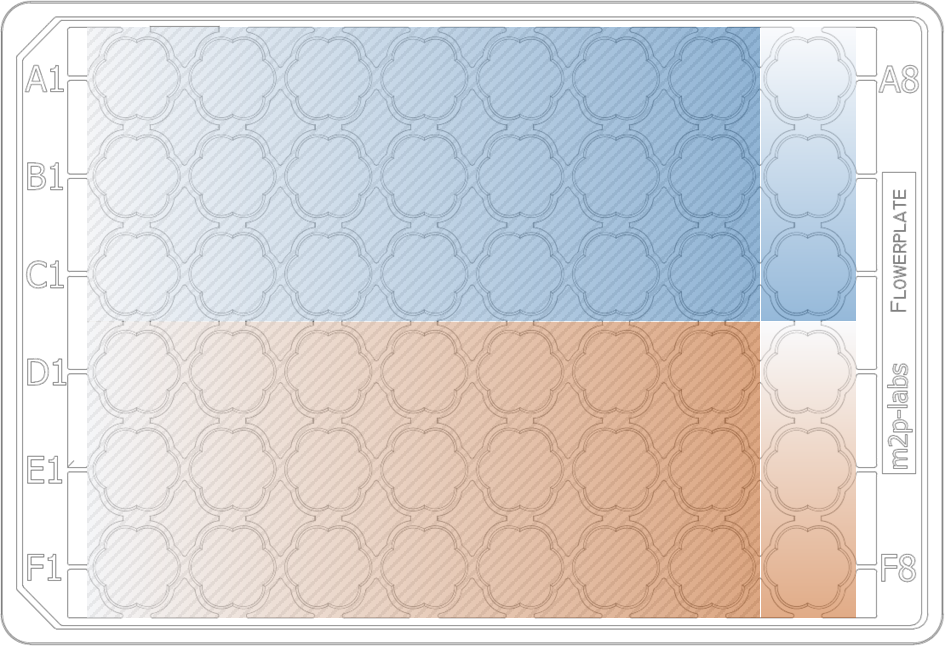 A1
A8
B1
C1
D1
E1
F1
F8
FLOWERPLATE
m2p-labs